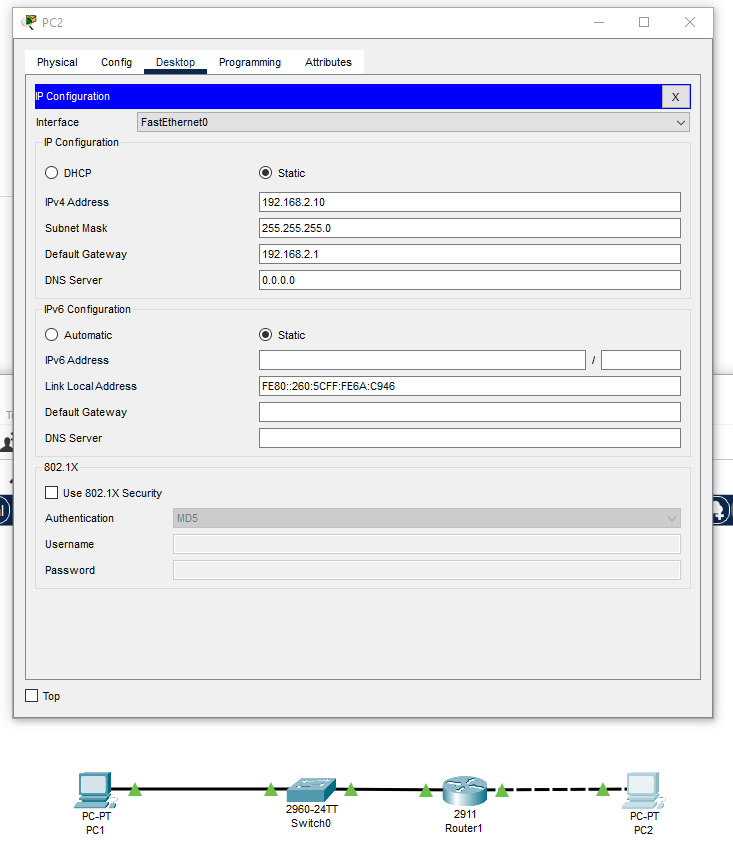 PC2
Physical Config Desktop Programming Attributes
IP Configuration X
Interface FastEthernet0
IP Configuration
DHCP Static
IPv4 Address 192.168.2.10
Subnet Mask 255.255.255.0
Default Gateway 192.168.2.1
DNS Server 0.0.0.0
IPv6 Configuration
Automatic Static
IPv6 Address /
Link Local Address FE80::260:5CFF:FE6A:C946
Default Gateway
DNS Server
802.1X
Use 802.1X Security
Authentication MD5
Username
Password
Top
PC-PT
PC1
2960-24TT
Switch0
2911
Router1
PC-PT
PC2